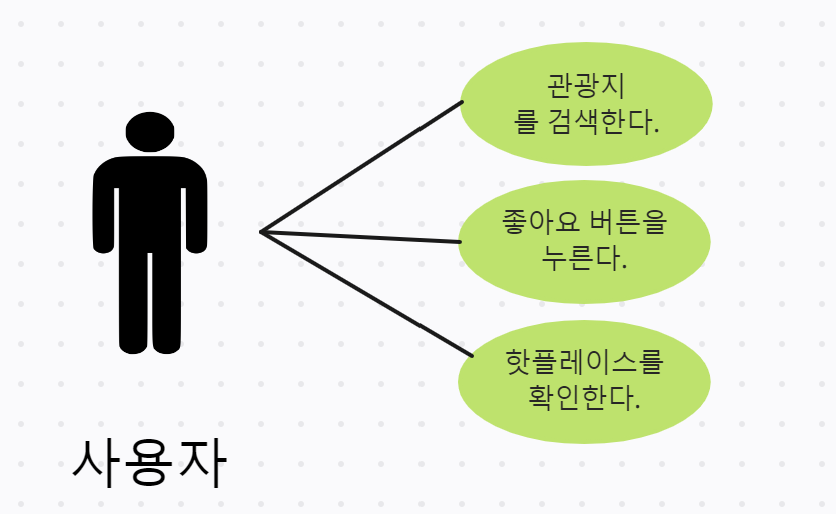 관광지
를 검색한다.
좋아요 버튼을
누른다.
핫플레이스를
확인한다.
사용자